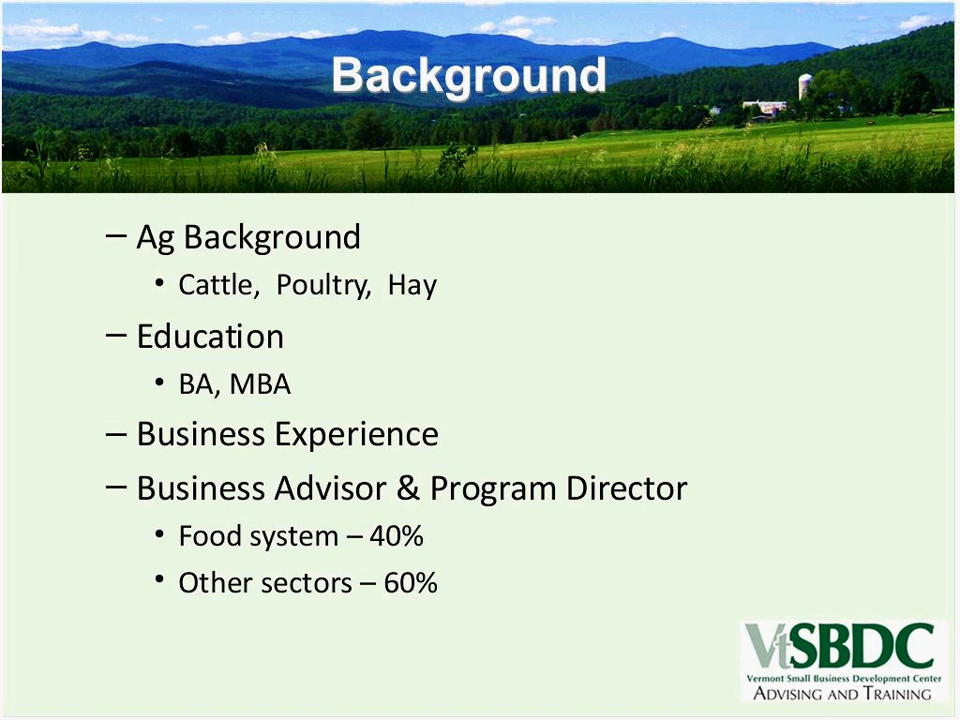 Background
– Ag Background
• Cattle, Poultry, Hay
– Education
• BA, MBA
– Business Experience
– Business Advisor & Program Director
• Food system – 40%
• Other sectors – 60%
VtSBDC
Vermont Small Business Development Center
ADVISING AND TRAINING